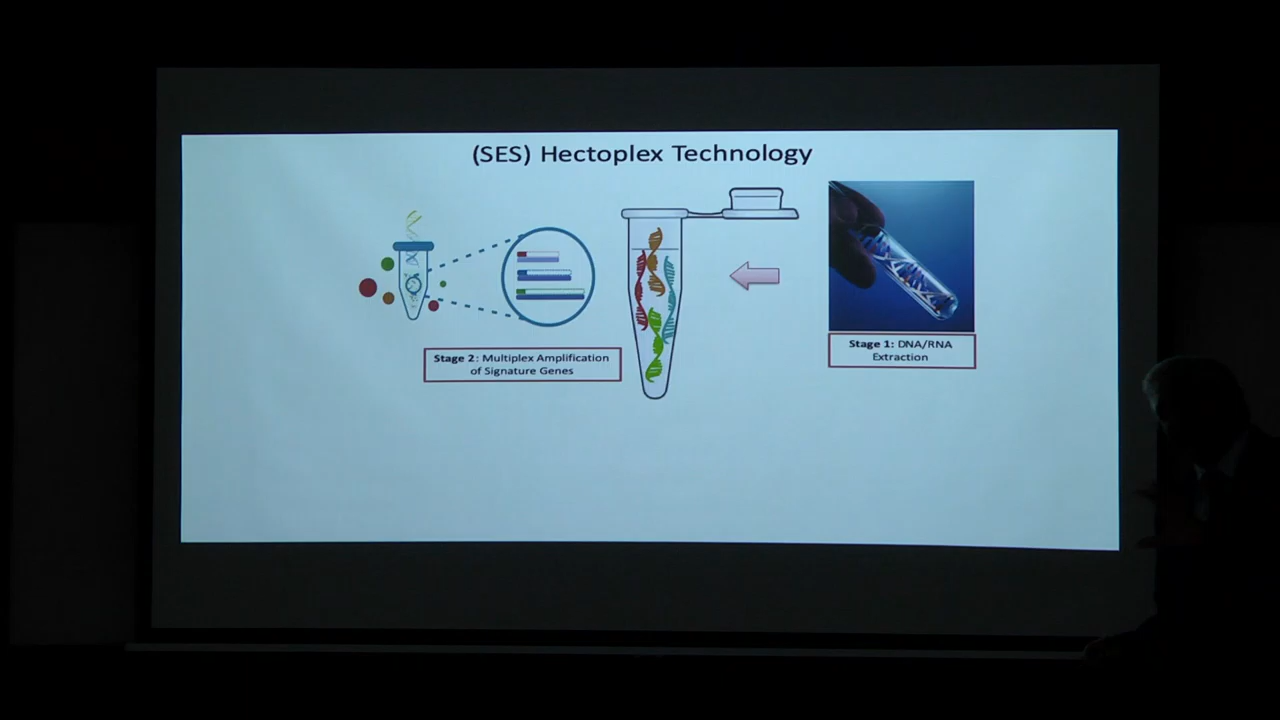 (SES) Hectoplex Technology
Stage 2: Multiplex Amplification
of Signature Genes
Stage 1: DNA/RNA
Extraction